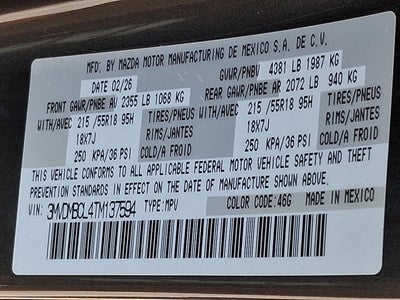 MFD. BY MAZDA MOTOR MANUFACTURING DE MEXICO S.A. DE C.V.
DATE 02/26 GVWR/PNBV 4381 LB 1987 KG
FRONT GAWR/PNBE AV 2355 LB 1068 KG REAR GAWR/PNBE AR 2072 LB 940 KG
WITH/AVEC 215 /55R18 95H TIRES/PNEUS WITH/AVEC 215 /55R18 95H TIRES/PNEUS
18X7J RIMS/JANTES 18X7J RIMS/JANTES
250 KPA/36 PSI COLD/A FROID 250 KPA/36 PSI COLD/A FROID
THIS VEHICLE CONFORMS TO ALL APPLICABLE FEDERAL MOTOR VEHICLE SAFETY AND THEFT
PREVENTION STANDARDS IN EFFECT ON THE DATE OF MANUFACTURE SHOWN ABOVE.
VIN: 3MVDMBCL4TM137594 TYPE:MPV COLOR CODE:46G MADE IN MEXICO